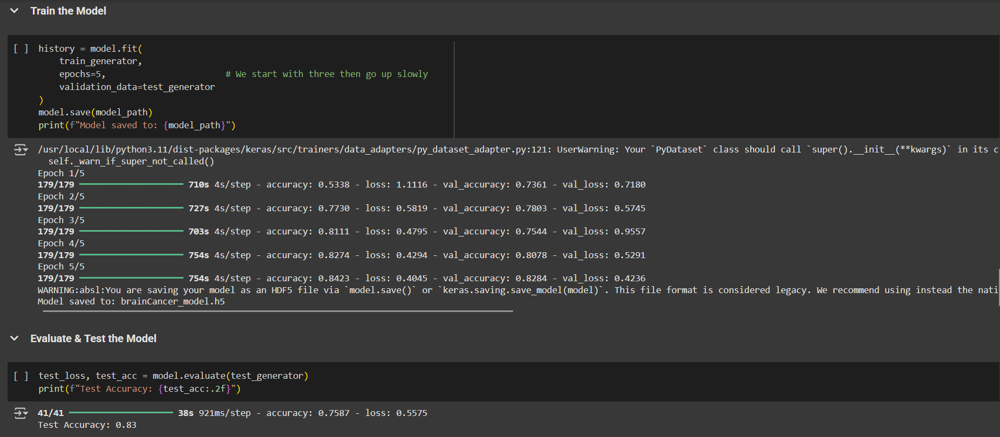 Train the Model
[ ] history = model.fit(
train_generator,
epochs=5, # We start with three then go up slowly
validation_data=test_generator
)
model.save(model_path)
print(f"Model saved to: {model_path}")
/usr/local/lib/python3.11/dist-packages/keras/src/trainers/data_adapters/py_dataset_adapter.py:121: UserWarning: Your `PyDataset` class should call `super().__init__(**kwargs)` in its c
self._warn_if_super_not_called()
Epoch 1/5
179/179 ━━━━━━━━━━━━━━━━━━━━ 710s 4s/step - accuracy: 0.5338 - loss: 1.1116 - val_accuracy: 0.7361 - val_loss: 0.7180
Epoch 2/5
179/179 ━━━━━━━━━━━━━━━━━━━━ 727s 4s/step - accuracy: 0.7730 - loss: 0.5819 - val_accuracy: 0.7803 - val_loss: 0.5745
Epoch 3/5
179/179 ━━━━━━━━━━━━━━━━━━━━ 703s 4s/step - accuracy: 0.8111 - loss: 0.4795 - val_accuracy: 0.7544 - val_loss: 0.9557
Epoch 4/5
179/179 ━━━━━━━━━━━━━━━━━━━━ 754s 4s/step - accuracy: 0.8274 - loss: 0.4294 - val_accuracy: 0.8078 - val_loss: 0.5291
Epoch 5/5
179/179 ━━━━━━━━━━━━━━━━━━━━ 754s 4s/step - accuracy: 0.8423 - loss: 0.4045 - val_accuracy: 0.8284 - val_loss: 0.4236
WARNING:absl:You are saving your model as an HDF5 file via `model.save()` or `keras.saving.save_model(model)`. This file format is considered legacy. We recommend using instead the nati
Model saved to: brainCancer_model.h5
Evaluate & Test the Model
[ ] test_loss, test_acc = model.evaluate(test_generator)
print(f"Test Accuracy: {test_acc:.2f}")
41/41 ━━━━━━━━━━━━━━━━━━━━ 38s 921ms/step - accuracy: 0.7587 - loss: 0.5575
Test Accuracy: 0.83